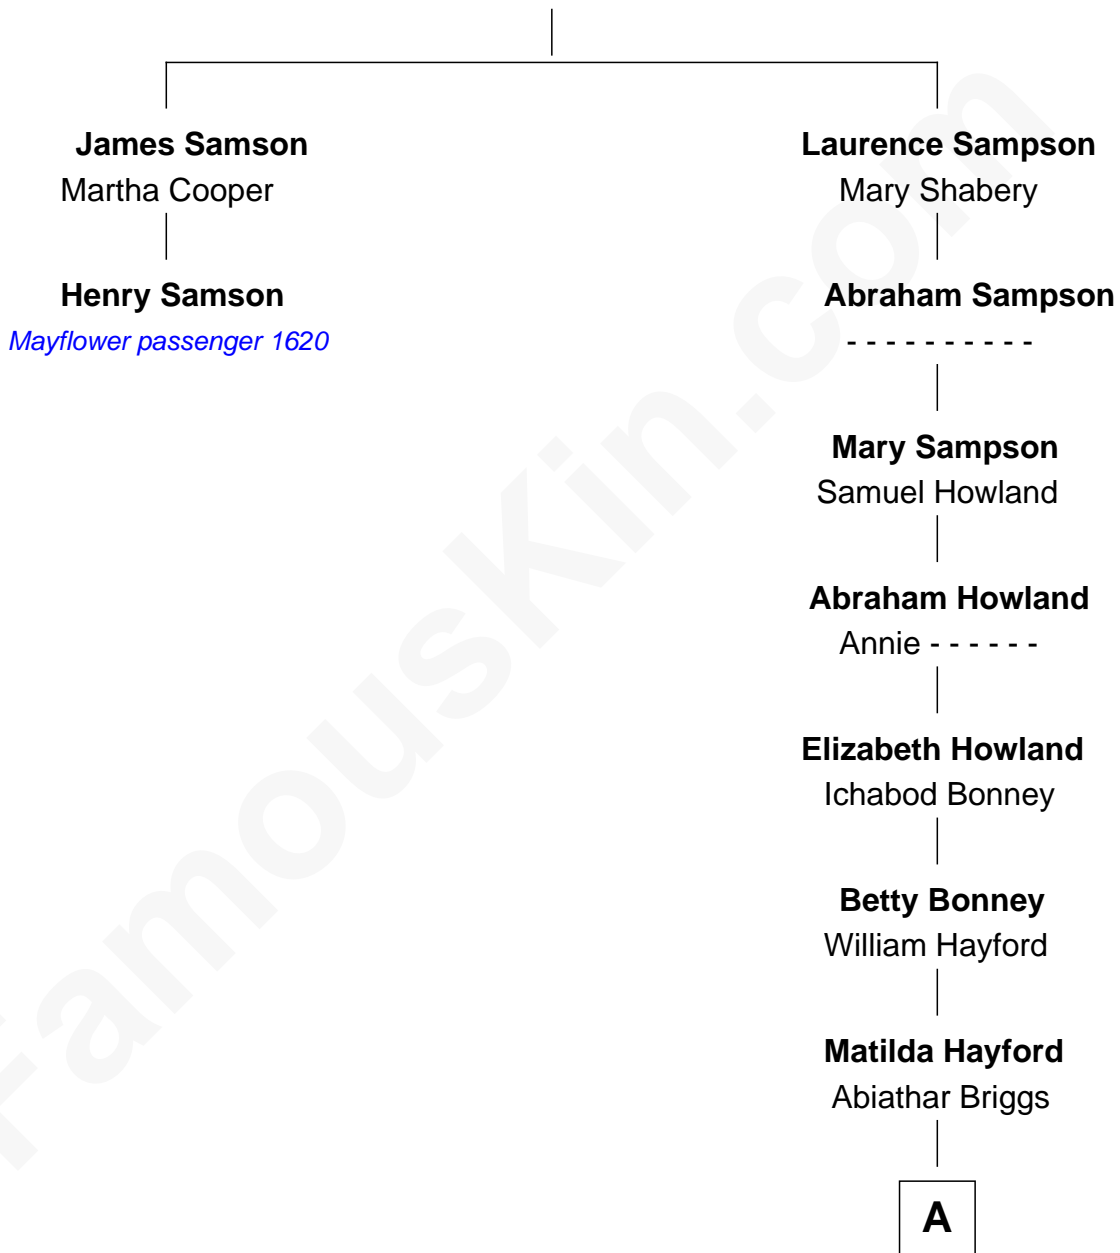 James Samson
Martha Cooper
Henry Samson
Mayflower passenger 1620
Laurence Sampson
Mary Shabery
Abraham Sampson
- - - - - - - - - -
Mary Sampson
Samuel Howland
Abraham Howland
Annie - - - - - -
Elizabeth Howland
Ichabod Bonney
Betty Bonney
William Hayford
Matilda Hayford
Abiathar Briggs
A
FamousKin.com